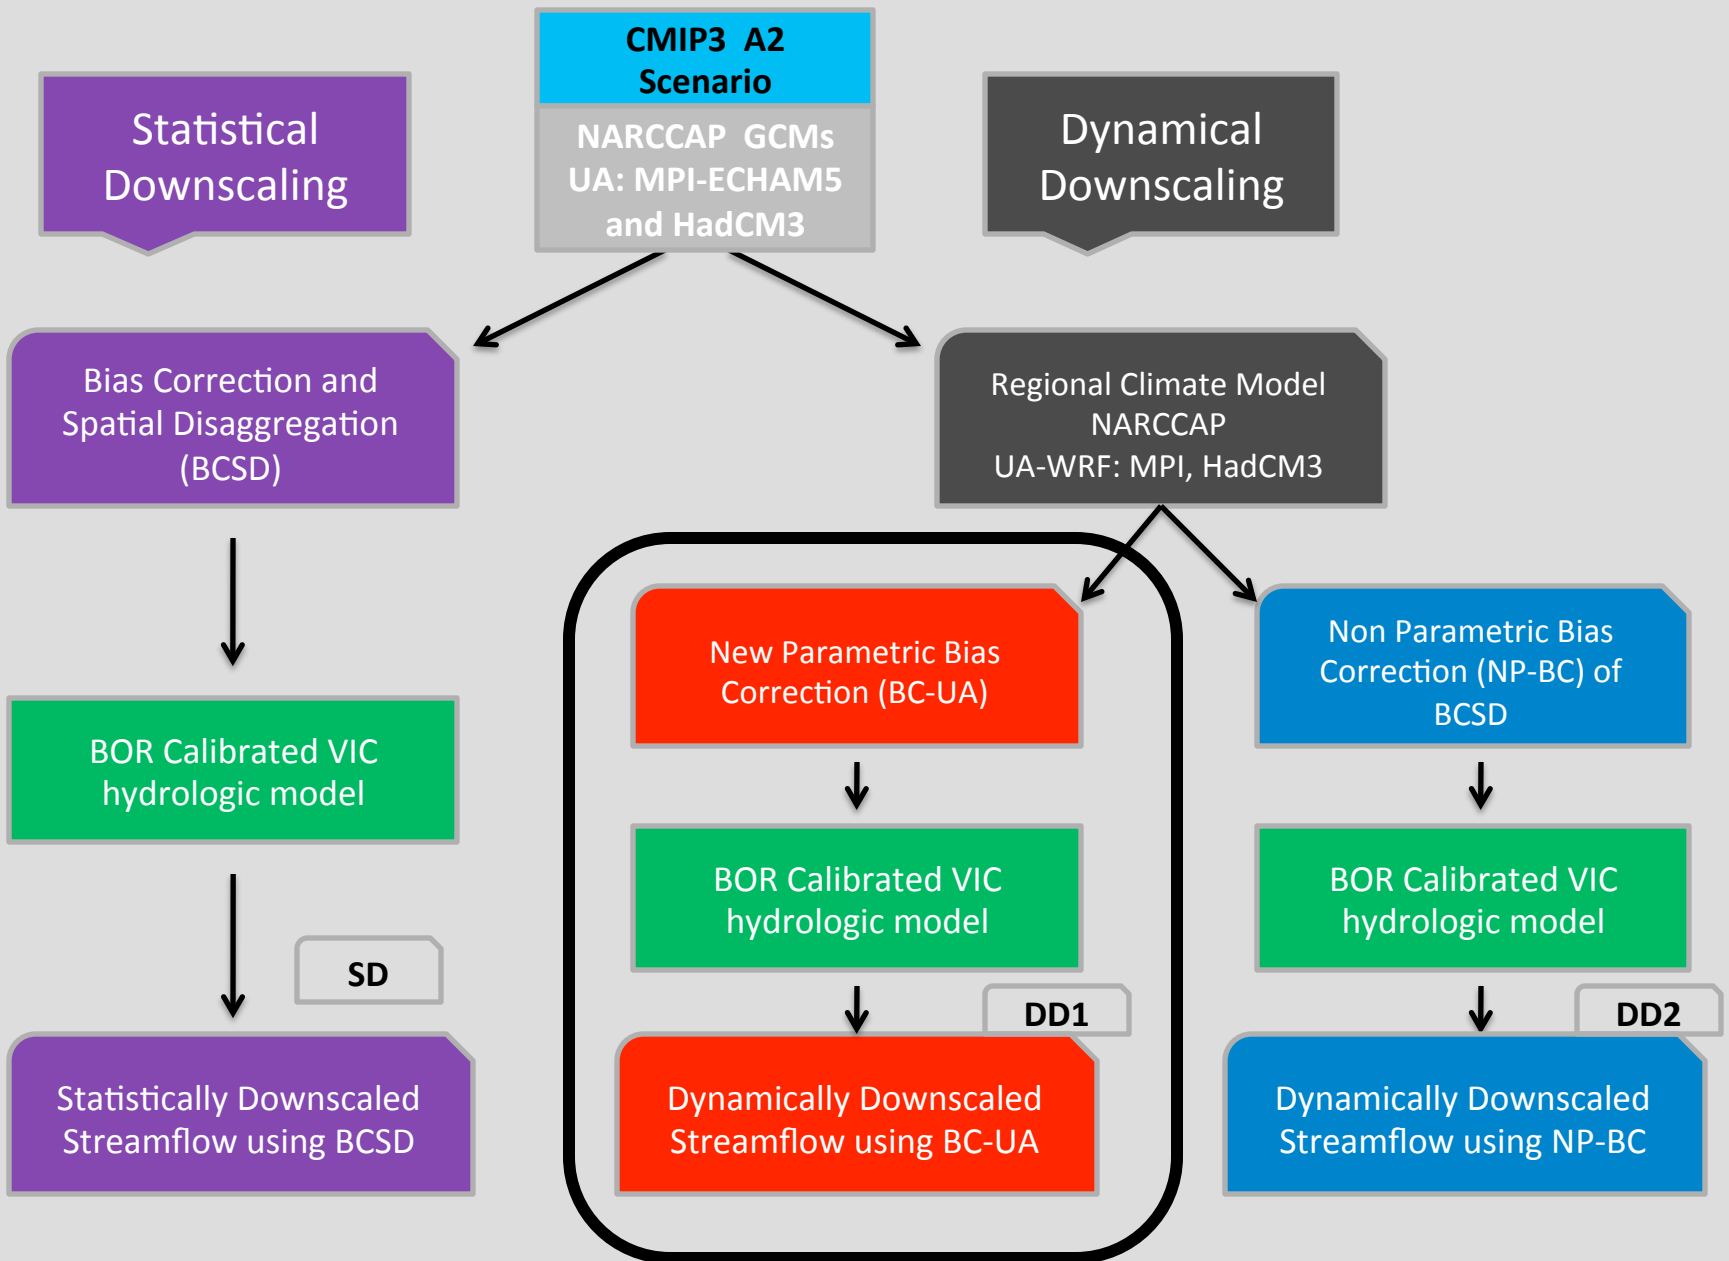 CMIP3 A2
Scenario
NARCCAP GCMs
UA: MPI-ECHAM5
and HadCM3
Statistical
Downscaling
Dynamical
Downscaling
Bias Correction and
Spatial Disaggregation
(BCSD)
Regional Climate Model
NARCCAP
UA-WRF: MPI, HadCM3
New Parametric Bias
Correction (BC-UA)
Non Parametric Bias
Correction (NP-BC) of
BCSD
BOR Calibrated VIC
hydrologic model
BOR Calibrated VIC
hydrologic model
BOR Calibrated VIC
hydrologic model
SD
DD1
DD2
Statistically Downscaled
Streamflow using BCSD
Dynamically Downscaled
Streamflow using BC-UA
Dynamically Downscaled
Streamflow using NP-BC